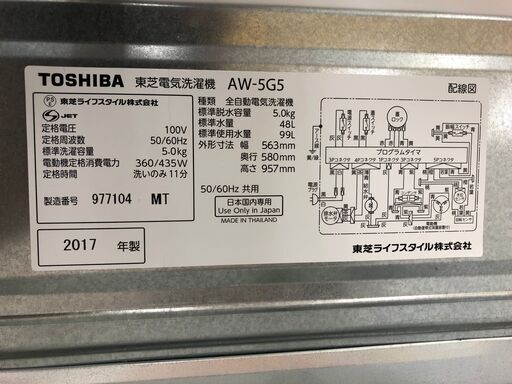 TOSHIBA 東芝電気洗濯機 AW-5G5
東芝ライフスタイル株式会社
JET
定格電圧 100V
定格周波数 50/60Hz
標準洗濯容量 5.0kg
電動機定格消費電力 360/435W
定格時間 洗いのみ 11分
製造番号 977104 MT
2017 年製
種類 全自動電気洗濯機
標準脱水容量 5.0kg
標準水量 48L
標準使用水量 99L
外形寸法 幅 563mm
奥行 580mm
高さ 957mm
50/60Hz 共用
日本国内専用
Use Only in Japan
MADE IN THAILAND
配線図
蓋ロック
プログラムタイマ
東芝ライフスタイル株式会社